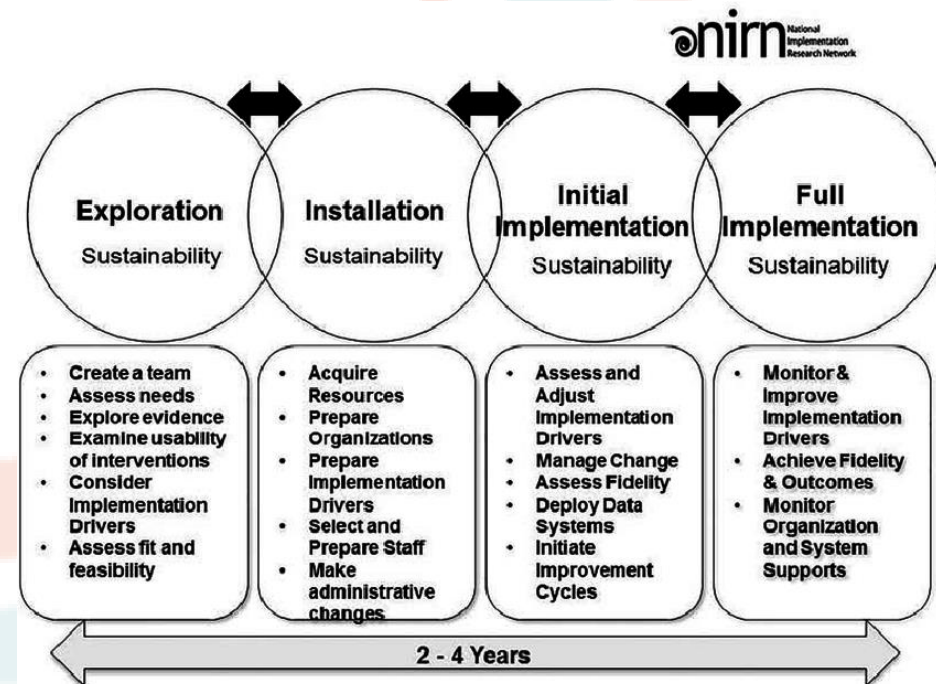 nirn
National
Implementation
Research Network
Exploration
Sustainability
Installation
Sustainability
Initial
Implementation
Sustainability
Full
Implementation
Sustainability
• Create a team
• Assess needs
• Explore evidence
• Examine usability
of interventions
• Consider
Implementation
Drivers
• Assess fit and
feasibility
• Acquire
Resources
• Prepare
Organizations
• Prepare
Implementation
Drivers
• Select and
Prepare Staff
• Make
administrative
changes
• Assess and
Adjust
Implementation
Drivers
• Manage Change
• Assess Fidelity
• Deploy Data
Systems
• Initiate
Improvement
Cycles
• Monitor &
Improve
Implementation
Drivers
• Achieve Fidelity
& Outcomes
• Monitor
Organization
and System
Supports
2 - 4 Years